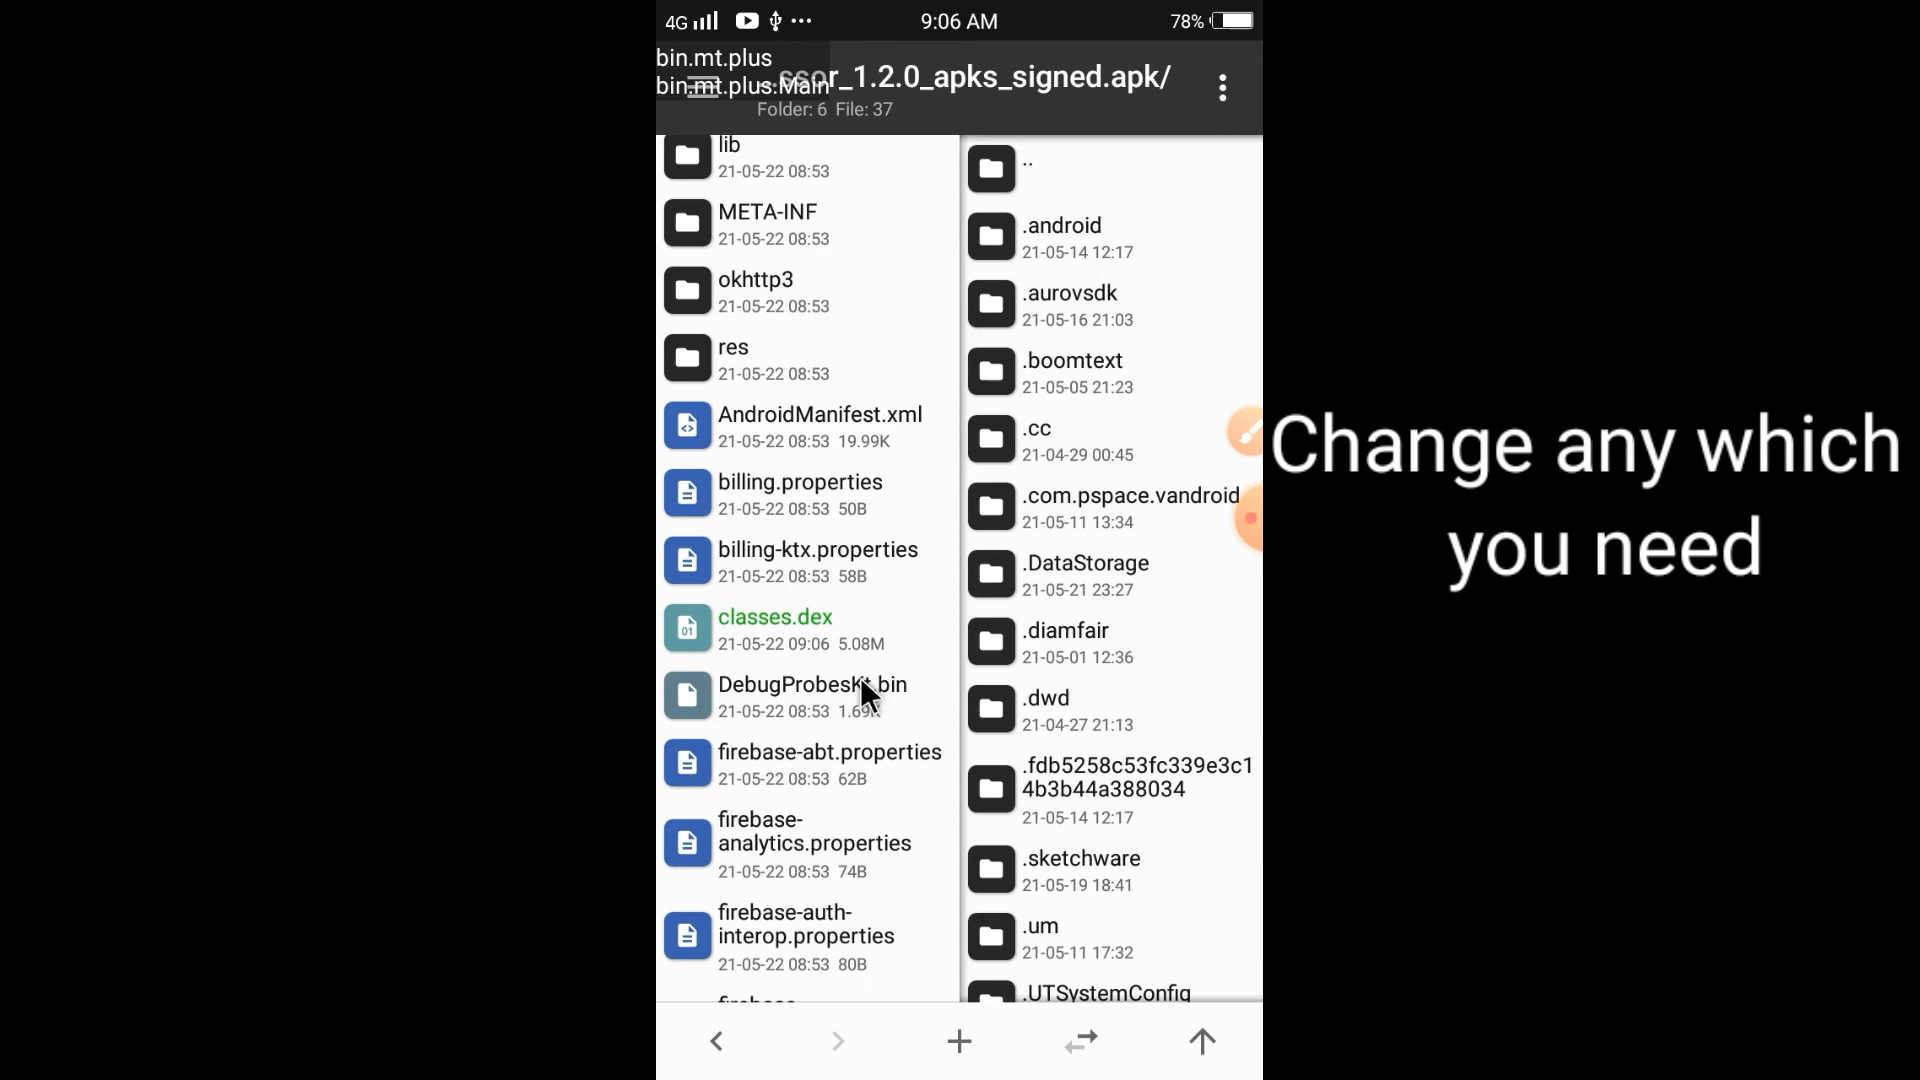 4G
9:06 AM
78%
bin.mt.plus
bin.mt.plus.Main
..ssor_1.2.0_apks_signed.apk/
Folder: 6 File: 37
lib
21-05-22 08:53
META-INF
21-05-22 08:53
okhttp3
21-05-22 08:53
res
21-05-22 08:53
AndroidManifest.xml
21-05-22 08:53 19.99K
billing.properties
21-05-22 08:53 50B
billing-ktx.properties
21-05-22 08:53 58B
classes.dex
21-05-22 09:06 5.08M
DebugProbesKt.bin
21-05-22 08:53 1.69K
firebase-abt.properties
21-05-22 08:53 62B
firebase-
analytics.properties
21-05-22 08:53 74B
firebase-auth-
interop.properties
21-05-22 08:53 80B
firebase-
..
.android
21-05-14 12:17
.aurovsdk
21-05-16 21:03
.boomtext
21-05-05 21:23
.cc
21-04-29 00:45
.com.pspace.vandroid
21-05-11 13:34
.DataStorage
21-05-21 23:27
.diamfair
21-05-01 12:36
.dwd
21-04-27 21:13
.fdb5258c53fc339e3c1
4b3b44a388034
21-05-14 12:17
.sketchware
21-05-19 18:41
.um
21-05-11 17:32
.UTSystemConfig
Change any which
you need